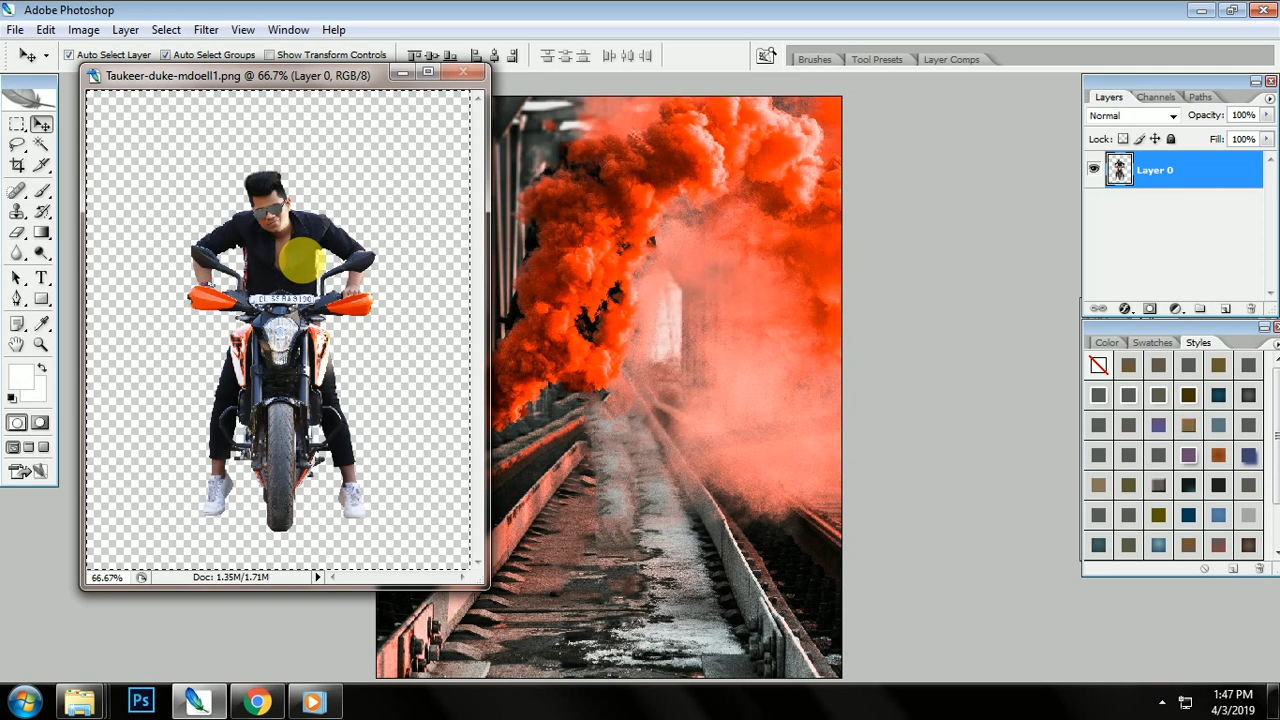 Adobe Photoshop
File Edit Image Layer Select Filter View Window Help
Auto Select Layer Auto Select Groups Show Transform Controls
Brushes Tool Presets Layer Comps
Taukeer-duke-mdoell1.png @ 66.7% (Layer 0, RGB/8)
Layers Channels Paths
Normal Opacity: 100%
Lock: Fill: 100%
Layer 0
Color Swatches Styles
66.67% Doc: 1.35M/1.71M
Ps
1:47 PM
4/3/2019